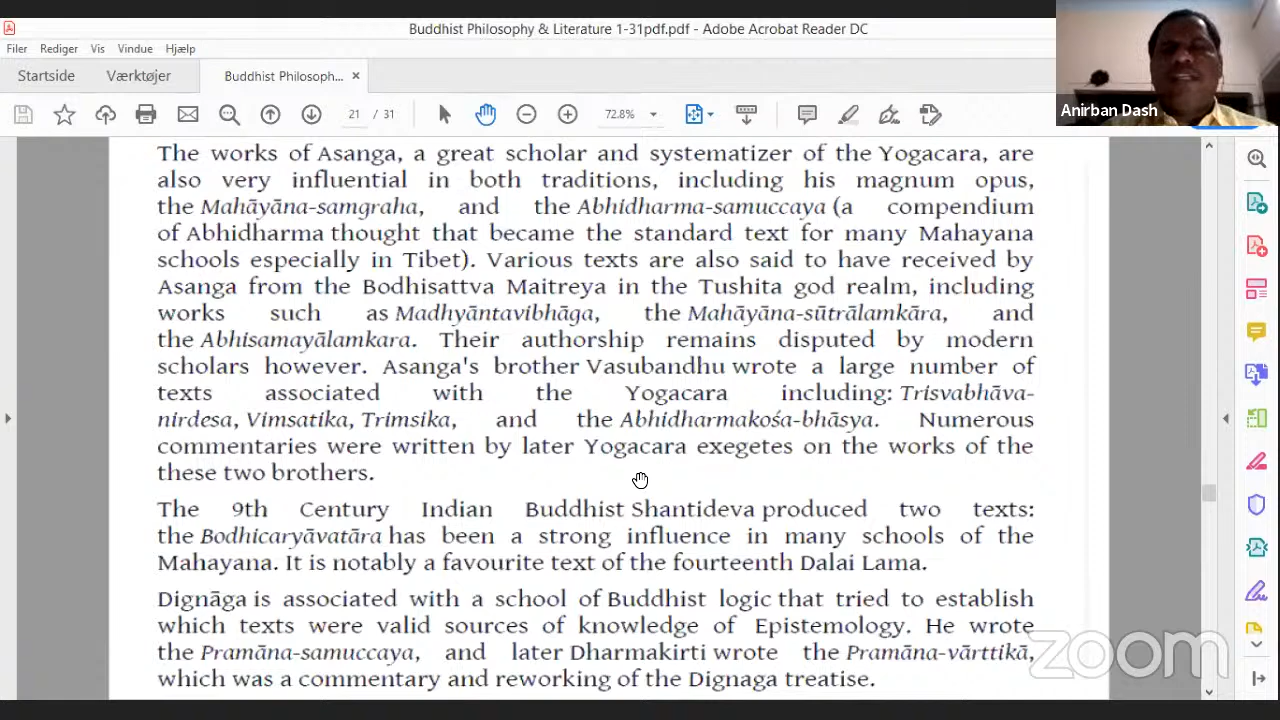 Buddhist Philosophy & Literature 1-31pdf.pdf - Adobe Acrobat Reader DC
Filer Rediger Vis Vindue Hjælp
Startside Værktøjer Buddhist Philosoph... ×
21 / 31 72.8%
Anirban Dash
The works of Asanga, a great scholar and systematizer of the Yogacara, are
also very influential in both traditions, including his magnum opus,
the Mahāyāna-samgraha, and the Abhidharma-samuccaya (a compendium
of Abhidharma thought that became the standard text for many Mahayana
schools especially in Tibet). Various texts are also said to have received by
Asanga from the Bodhisattva Maitreya in the Tushita god realm, including
works such as Madhyāntavibhāga, the Mahāyāna-sūtrālamkāra, and
the Abhisamayālamkara. Their authorship remains disputed by modern
scholars however. Asanga's brother Vasubandhu wrote a large number of
texts associated with the Yogacara including: Trisvabhāva-
nirdesa, Vimsatika, Trimsika, and the Abhidharmakośa-bhāsya. Numerous
commentaries were written by later Yogacara exegetes on the works of the
these two brothers.
The 9th Century Indian Buddhist Shantideva produced two texts:
the Bodhicaryāvatāra has been a strong influence in many schools of the
Mahayana. It is notably a favourite text of the fourteenth Dalai Lama.
Dignāga is associated with a school of Buddhist logic that tried to establish
which texts were valid sources of knowledge of Epistemology. He wrote
the Pramāna-samuccaya, and later Dharmakirti wrote the Pramāna-vārttikā,
which was a commentary and reworking of the Dignaga treatise.
zoom